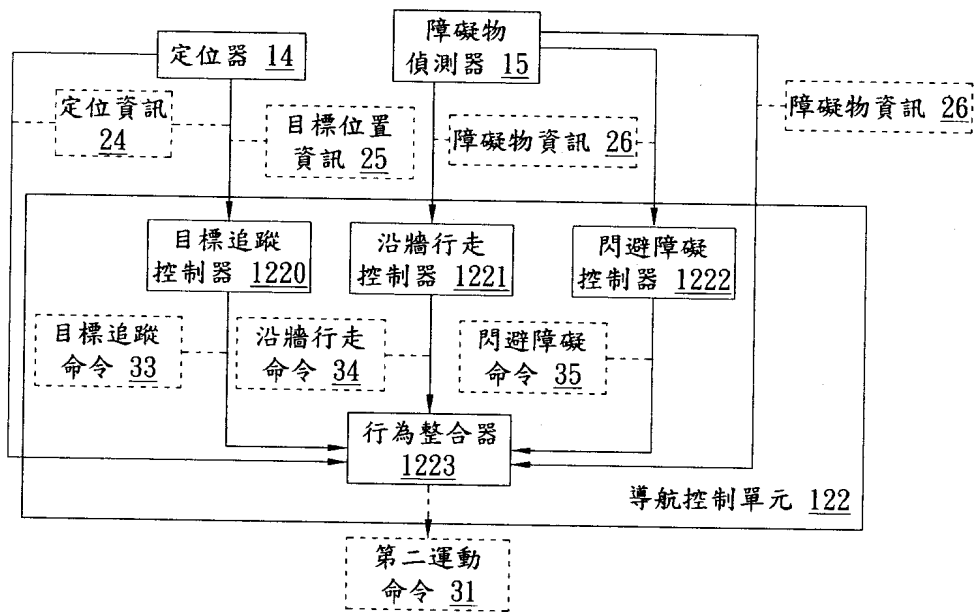 定位器 14
障礙物
偵測器 15
定位資訊
24
目標位置
資訊 25
障礙物資訊 26
障礙物資訊 26
目標追蹤
控制器 1220
沿牆行走
控制器 1221
閃避障礙
控制器 1222
目標追蹤
命令 33
沿牆行走
命令 34
閃避障礙
命令 35
行為整合器
1223
導航控制單元 122
第二運動
命令 31